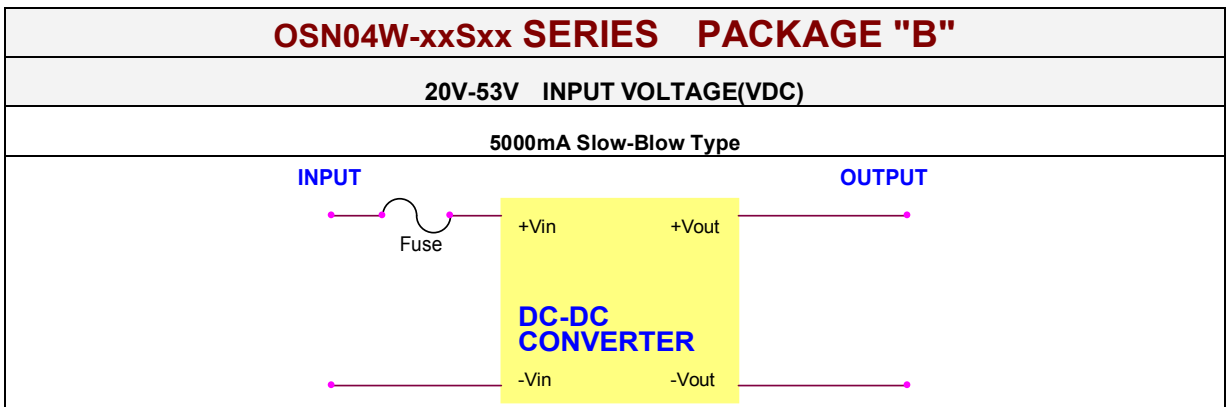 OSN04W-xxSxx SERIES PACKAGE "B"
20V-53V INPUT VOLTAGE(VDC)
5000mA Slow-Blow Type
INPUT
OUTPUT
Fuse
+Vin
+Vout
DC-DC
CONVERTER
-Vin
-Vout